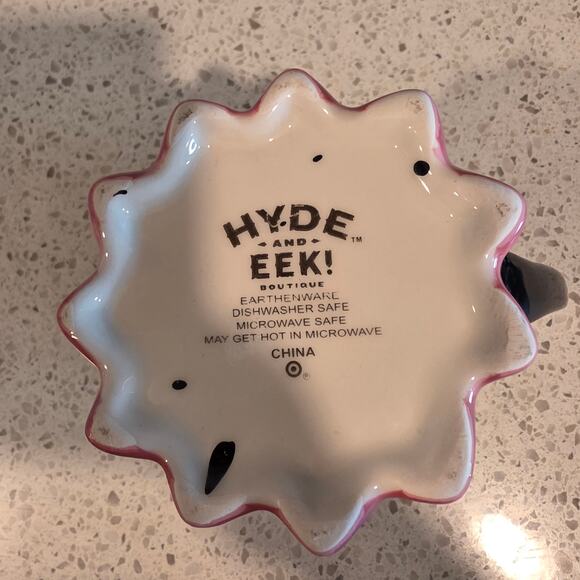 HYDE
AND
EEK!
™
BOUTIQUE
EARTHENWARE
DISHWASHER SAFE
MICROWAVE SAFE
MAY GET HOT IN MICROWAVE
CHINA
®